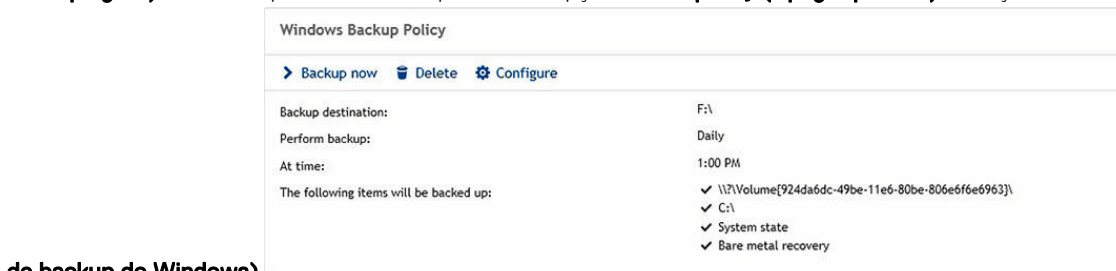 Windows Backup Policy
Backup now Delete Configure
Backup destination: F:\
Perform backup: Daily
At time: 1:00 PM
The following items will be backed up: \\?\Volume{924da6dc-49be-11e6-80be-806e6f6e6963}\
C:\
System state
Bare metal recovery
de backup do Windows)